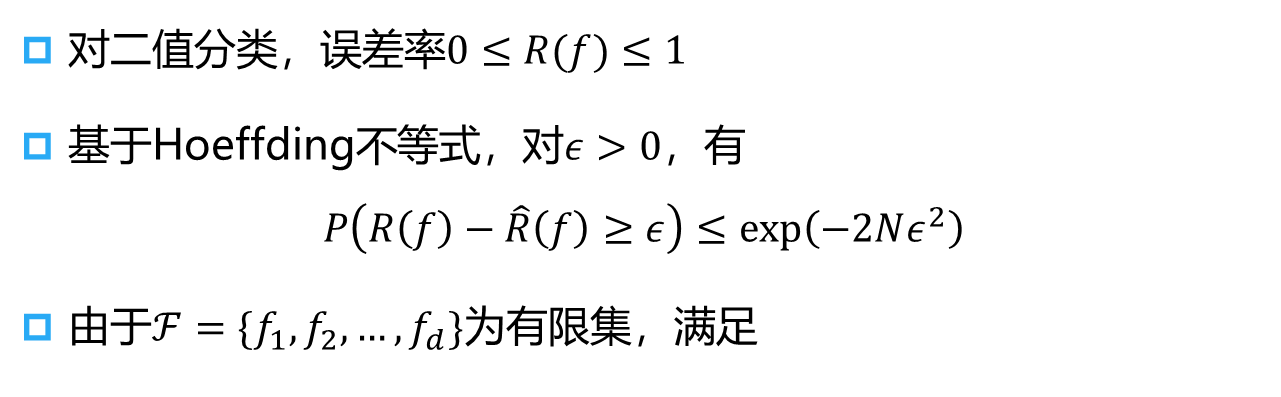 对二值分类，误差率0 ≤ R(f) ≤ 1
基于Hoeffding不等式，对ϵ > 0，有
P(R(f) − R̂(f) ≥ ϵ) ≤ exp(−2Nϵ²)
由于ℱ = {f₁, f₂, … , f_d}为有限集，满足